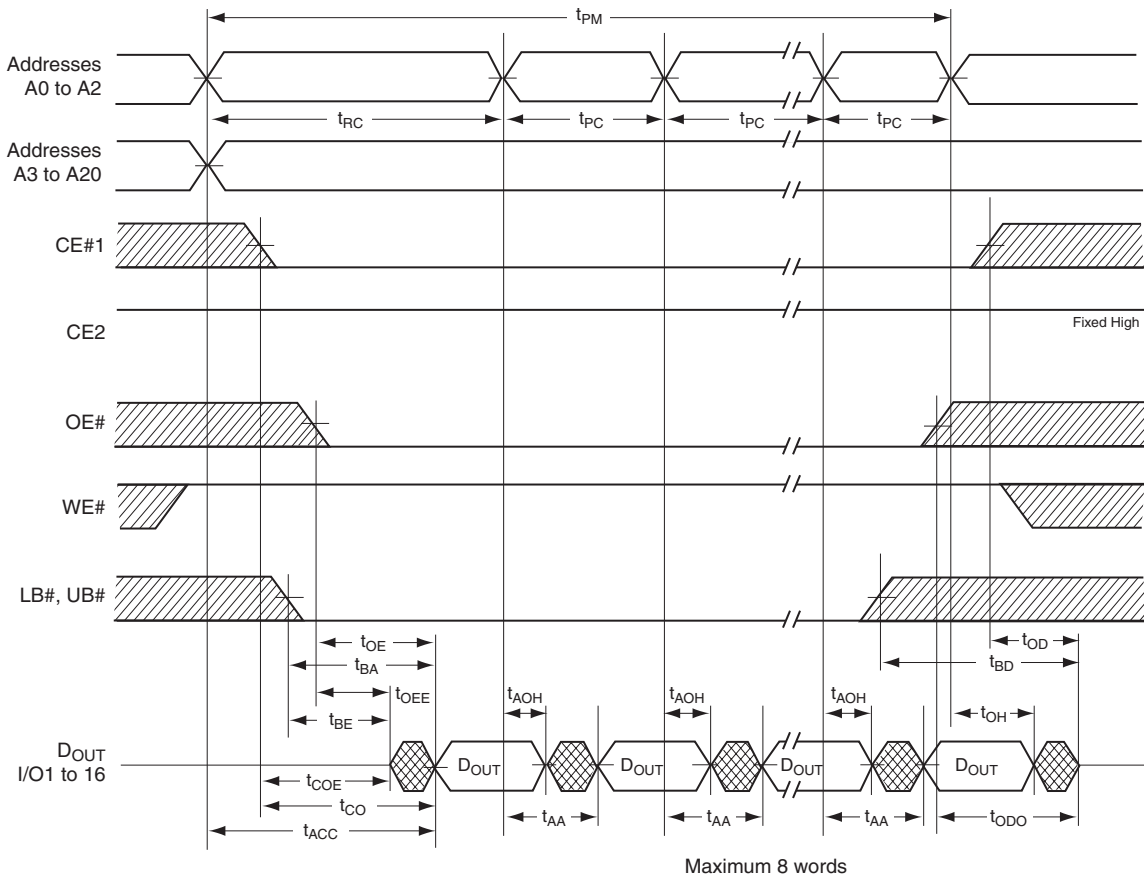 tPM
Addresses
A0 to A2
tRC
tPC
tPC
tPC
Addresses
A3 to A20
CE#1
CE2
Fixed High
OE#
WE#
LB#, UB#
tOE
tOD
tBA
tBD
tOEE
tAOH
tAOH
tAOH
tBE
tOH
DOUT
I/O1 to 16
DOUT
DOUT
DOUT
DOUT
tCOE
tCO
tAA
tAA
tAA
tODO
tACC
Maximum 8 words